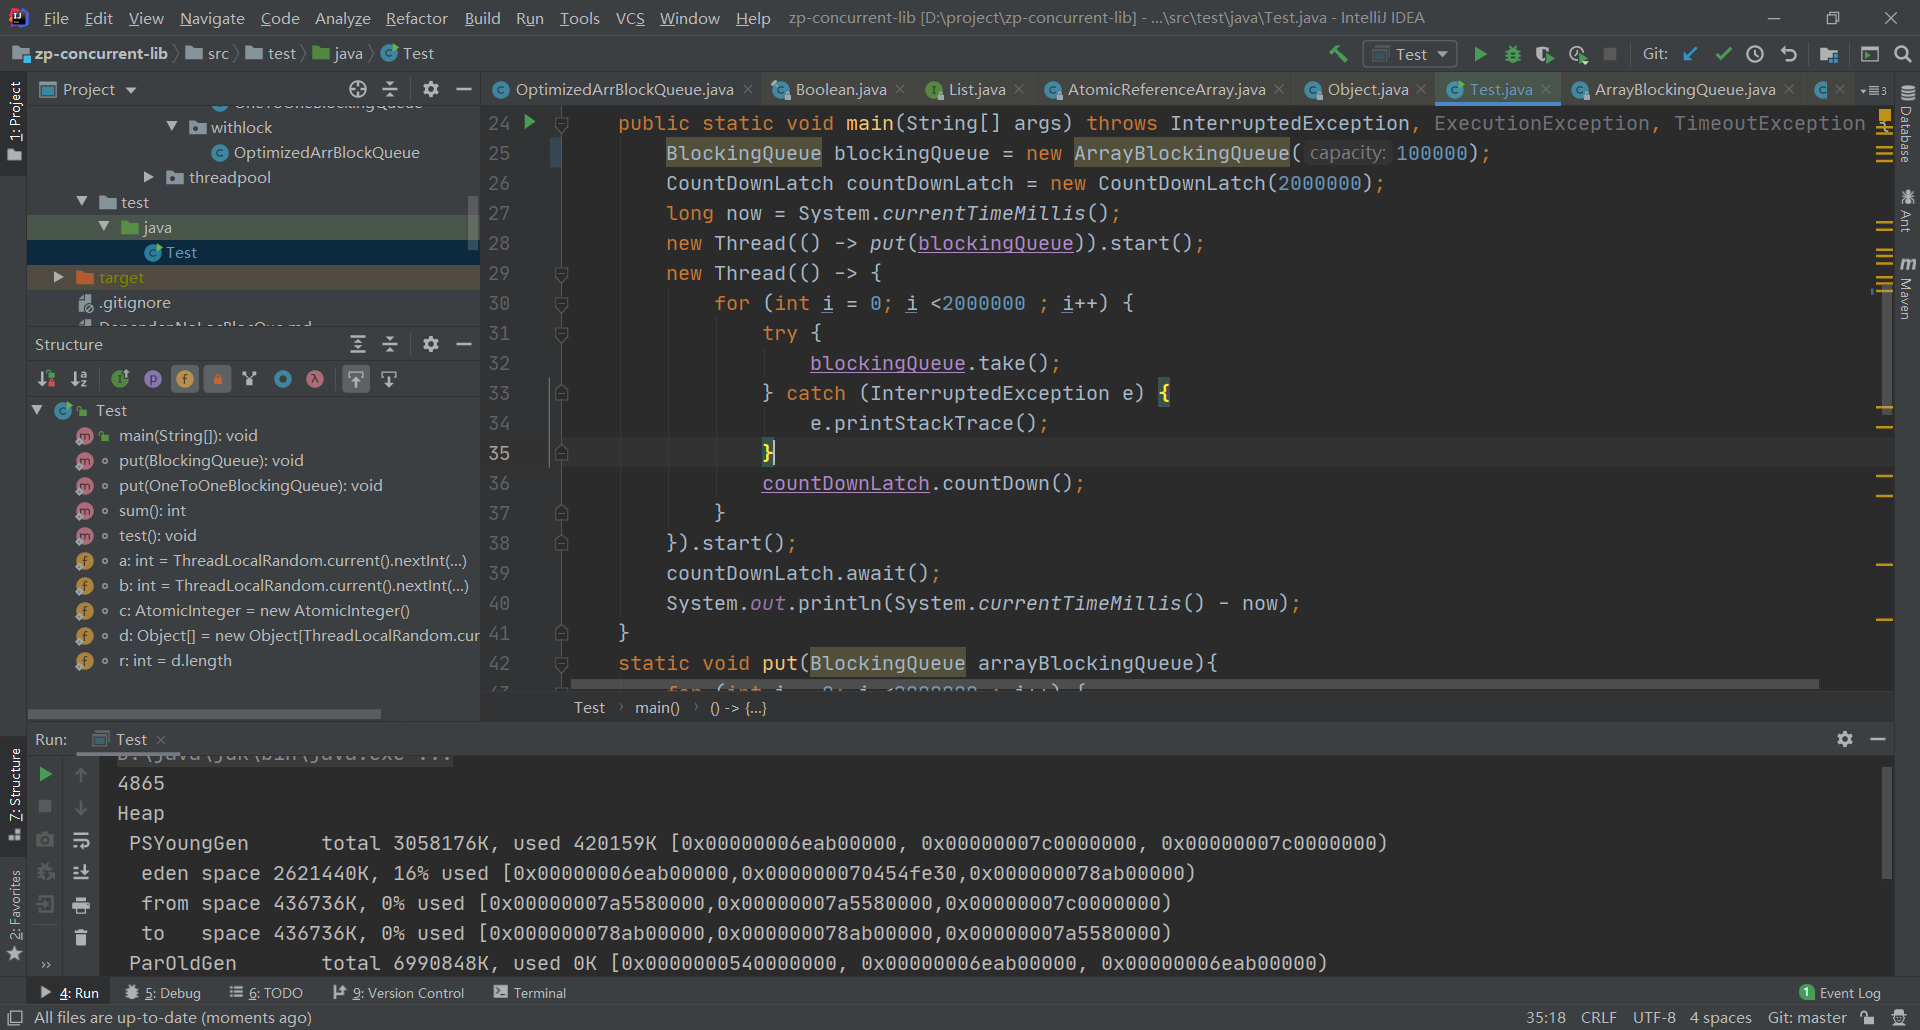 File Edit View Navigate Code Analyze Refactor Build Run Tools VCS Window Help zp-concurrent-lib [D:\project\zp-concurrent-lib] - ...\src\test\java\Test.java - IntelliJ IDEA
zp-concurrent-lib src test java Test
Test Git:
1: Project
Project
withlock
OptimizedArrBlockQueue
threadpool
test
java
Test
target
.gitignore
Structure
Test
main(String[]): void
put(BlockingQueue): void
put(OneToOneBlockingQueue): void
sum(): int
test(): void
a: int = ThreadLocalRandom.current().nextInt(...)
b: int = ThreadLocalRandom.current().nextInt(...)
c: AtomicInteger = new AtomicInteger()
d: Object[] = new Object[ThreadLocalRandom.cur
r: int = d.length
OptimizedArrBlockQueue.java Boolean.java List.java AtomicReferenceArray.java Object.java Test.java ArrayBlockingQueue.java 3
24 public static void main(String[] args) throws InterruptedException, ExecutionException, TimeoutException {
25 BlockingQueue blockingQueue = new ArrayBlockingQueue( capacity: 100000);
26 CountDownLatch countDownLatch = new CountDownLatch(2000000);
27 long now = System.currentTimeMillis();
28 new Thread(() -> put(blockingQueue)).start();
29 new Thread(() -> {
30 for (int i = 0; i <2000000 ; i++) {
31 try {
32 blockingQueue.take();
33 } catch (InterruptedException e) {
34 e.printStackTrace();
35 }
36 countDownLatch.countDown();
37 }
38 }).start();
39 countDownLatch.await();
40 System.out.println(System.currentTimeMillis() - now);
41 }
42 static void put(BlockingQueue arrayBlockingQueue){
Test main() () -> {...}
Database
Ant
Maven
7: Structure
2: Favorites
Run: Test
4865
Heap
PSYoungGen total 3058176K, used 420159K [0x00000006eab00000, 0x00000007c0000000, 0x00000007c0000000)
eden space 2621440K, 16% used [0x00000006eab00000,0x000000070454fe30,0x000000078ab00000)
from space 436736K, 0% used [0x00000007a5580000,0x00000007a5580000,0x00000007c0000000)
to space 436736K, 0% used [0x000000078ab00000,0x000000078ab00000,0x00000007a5580000)
ParOldGen total 6990848K, used 0K [0x0000000540000000, 0x00000006eab00000, 0x00000006eab00000)
4: Run 5: Debug 6: TODO 9: Version Control Terminal 1 Event Log
All files are up-to-date (moments ago) 35:18 CRLF UTF-8 4 spaces Git: master